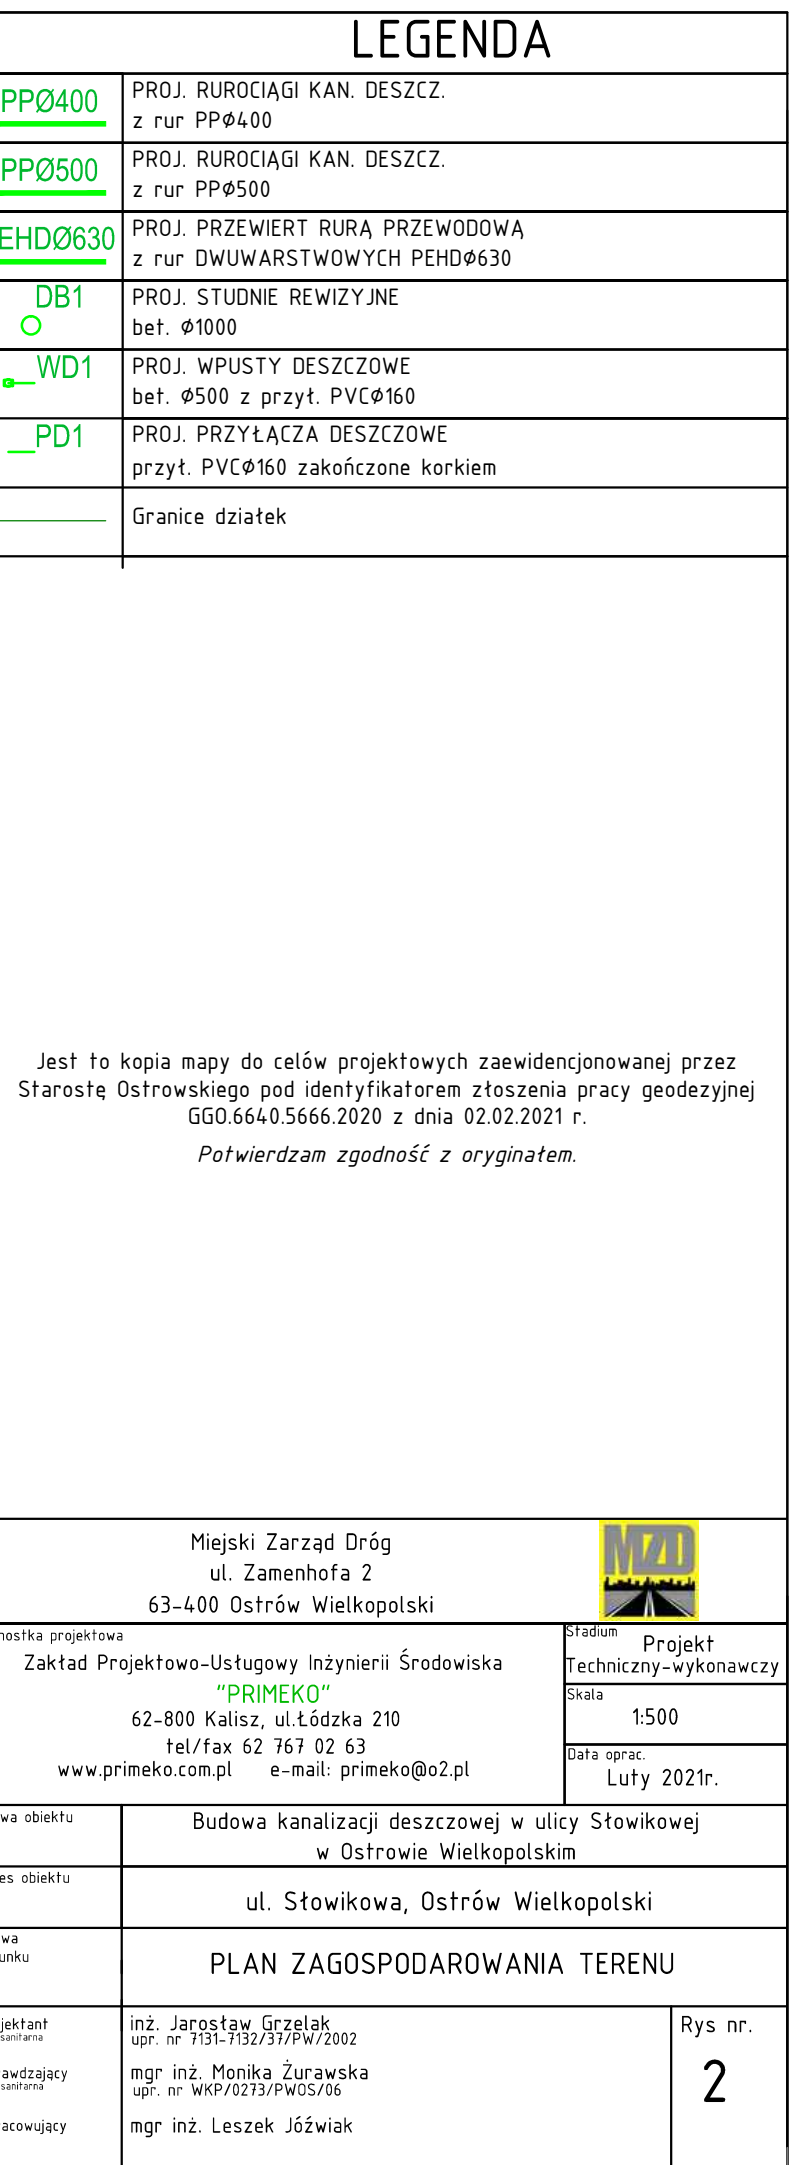 LEGENDA
PPØ400
PROJ. RUROCIĄGI KAN. DESZCZ.
z rur PPØ400
PPØ500
PROJ. RUROCIĄGI KAN. DESZCZ.
z rur PPØ500
EHDØ630
PROJ. PRZEWIERT RURĄ PRZEWODOWĄ
z rur DWUWARSTWOWYCH PEHDØ630
DB1
PROJ. STUDNIE REWIZYJNE
bet. Ø1000
WD1
PROJ. WPUSTY DESZCZOWE
bet. Ø500 z przył. PVCØ160
PD1
PROJ. PRZYŁĄCZA DESZCZOWE
przył. PVCØ160 zakończone korkiem
Granice działek
Jest to kopia mapy do celów projektowych zaewidencjonowanej przez
Starostę Ostrowskiego pod identyfikatorem złoszenia pracy geodezyjnej
GGO.6640.5666.2020 z dnia 02.02.2021 r.
Potwierdzam zgodność z oryginałem.
Miejski Zarząd Dróg
ul. Zamenhofa 2
63-400 Ostrów Wielkopolski
MZD
nostka projektowa
Zakład Projektowo-Usługowy Inżynierii Środowiska
"PRIMEKO"
62-800 Kalisz, ul.Łódzka 210
tel/fax 62 767 02 63
www.primeko.com.pl e-mail: primeko@o2.pl
Stadium
Projekt
Techniczny-wykonawczy
Skala
1:500
Data oprac.
Luty 2021r.
wa obiektu
Budowa kanalizacji deszczowej w ulicy Słowikowej
w Ostrowie Wielkopolskim
es obiektu
ul. Słowikowa, Ostrów Wielkopolski
wa
unku
PLAN ZAGOSPODAROWANIA TERENU
jektant
sanitarna
inż. Jarosław Grzelak
upr. nr 7131-7132/37/PW/2002
awdzający
sanitarna
mgr inż. Monika Żurawska
upr. nr WKP/0273/PWOS/06
acowujący
mgr inż. Leszek Jóźwiak
Rys nr.
2